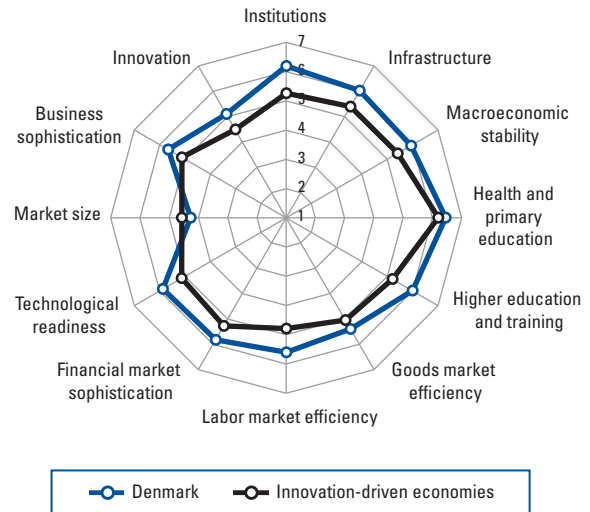 Institutions
7
6
5
4
3
2
1
Infrastructure
Macroeconomic
stability
Health and
primary
education
Higher education
and training
Goods market
efficiency
Labor market efficiency
Financial market
sophistication
Technological
readiness
Market size
Business
sophistication
Innovation
Denmark
Innovation-driven economies